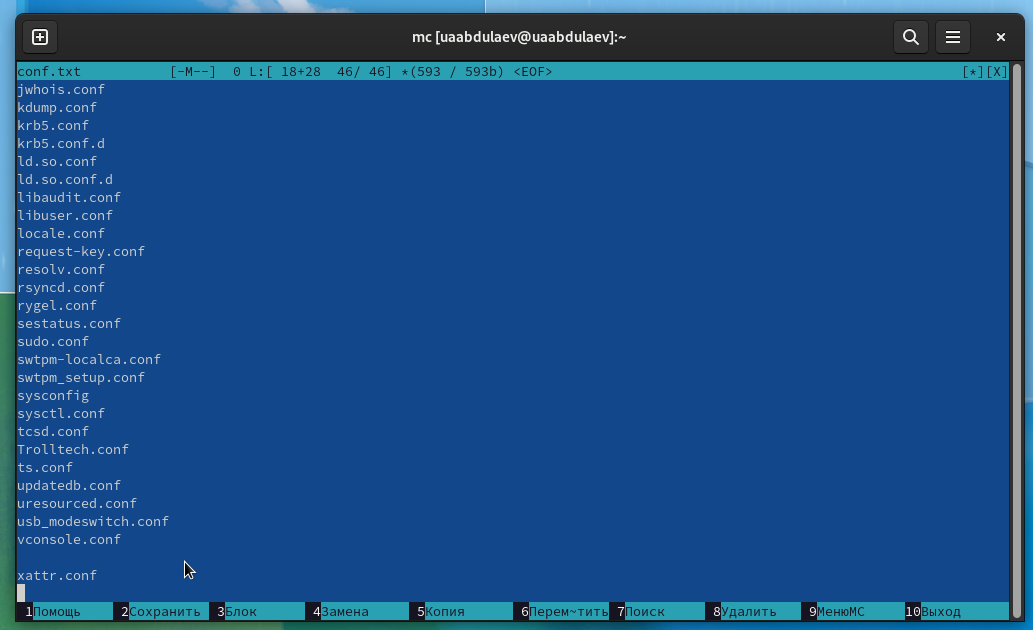 mc [uaabdulaev@uaabdulaev]:~
conf.txt [-M--] 0 L:[ 18+28 46/ 46] *(593 / 593b) <EOF> [*][X]
jwhois.conf
kdump.conf
krb5.conf
krb5.conf.d
ld.so.conf
ld.so.conf.d
libaudit.conf
libuser.conf
locale.conf
request-key.conf
resolv.conf
rsyncd.conf
rygel.conf
sestatus.conf
sudo.conf
swtpm-localca.conf
swtpm_setup.conf
sysconfig
sysctl.conf
tcsd.conf
Trolltech.conf
ts.conf
updatedb.conf
uresourced.conf
usb_modeswitch.conf
vconsole.conf
xattr.conf
1Помощь 2Сохранить 3Блок 4Замена 5Копия 6Перем~тить 7Поиск 8Удалить 9МенюMC 10Выход